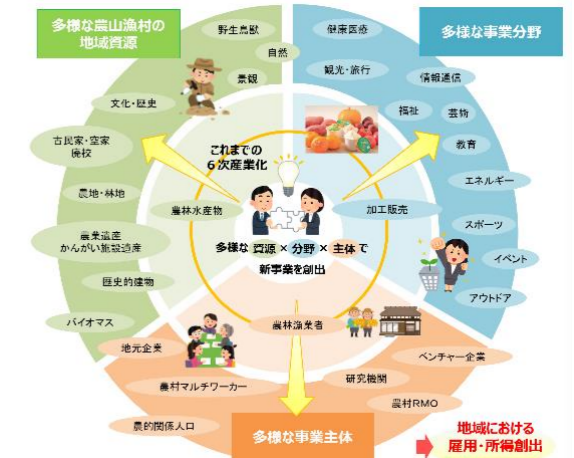 多様な農山漁村の
地域資源
野生鳥獣
自然
景観
文化・歴史
古民家・空家
廃校
農地・林地
農業遺産
かんがい施設遺産
歴史的建物
バイオマス
多様な事業分野
健康医療
観光・旅行
情報通信
福祉
芸術
教育
エネルギー
スポーツ
イベント
アウトドア
これまでの
6次産業化
農林水産物
加工販売
多様な 資源×分野×主体で
新事業を創出
農林漁業者
地元企業
農村マルチワーカー
農的関係人口
ベンチャー企業
研究機関
農村RMO
多様な事業主体
地域における
雇用・所得創出